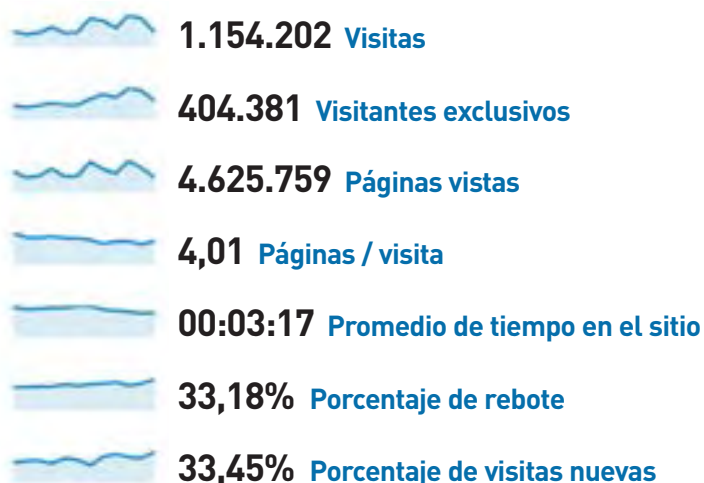 1.154.202 Visitas
404.381 Visitantes exclusivos
4.625.759 Páginas vistas
4,01 Páginas / visita
00:03:17 Promedio de tiempo en el sitio
33,18% Porcentaje de rebote
33,45% Porcentaje de visitas nuevas